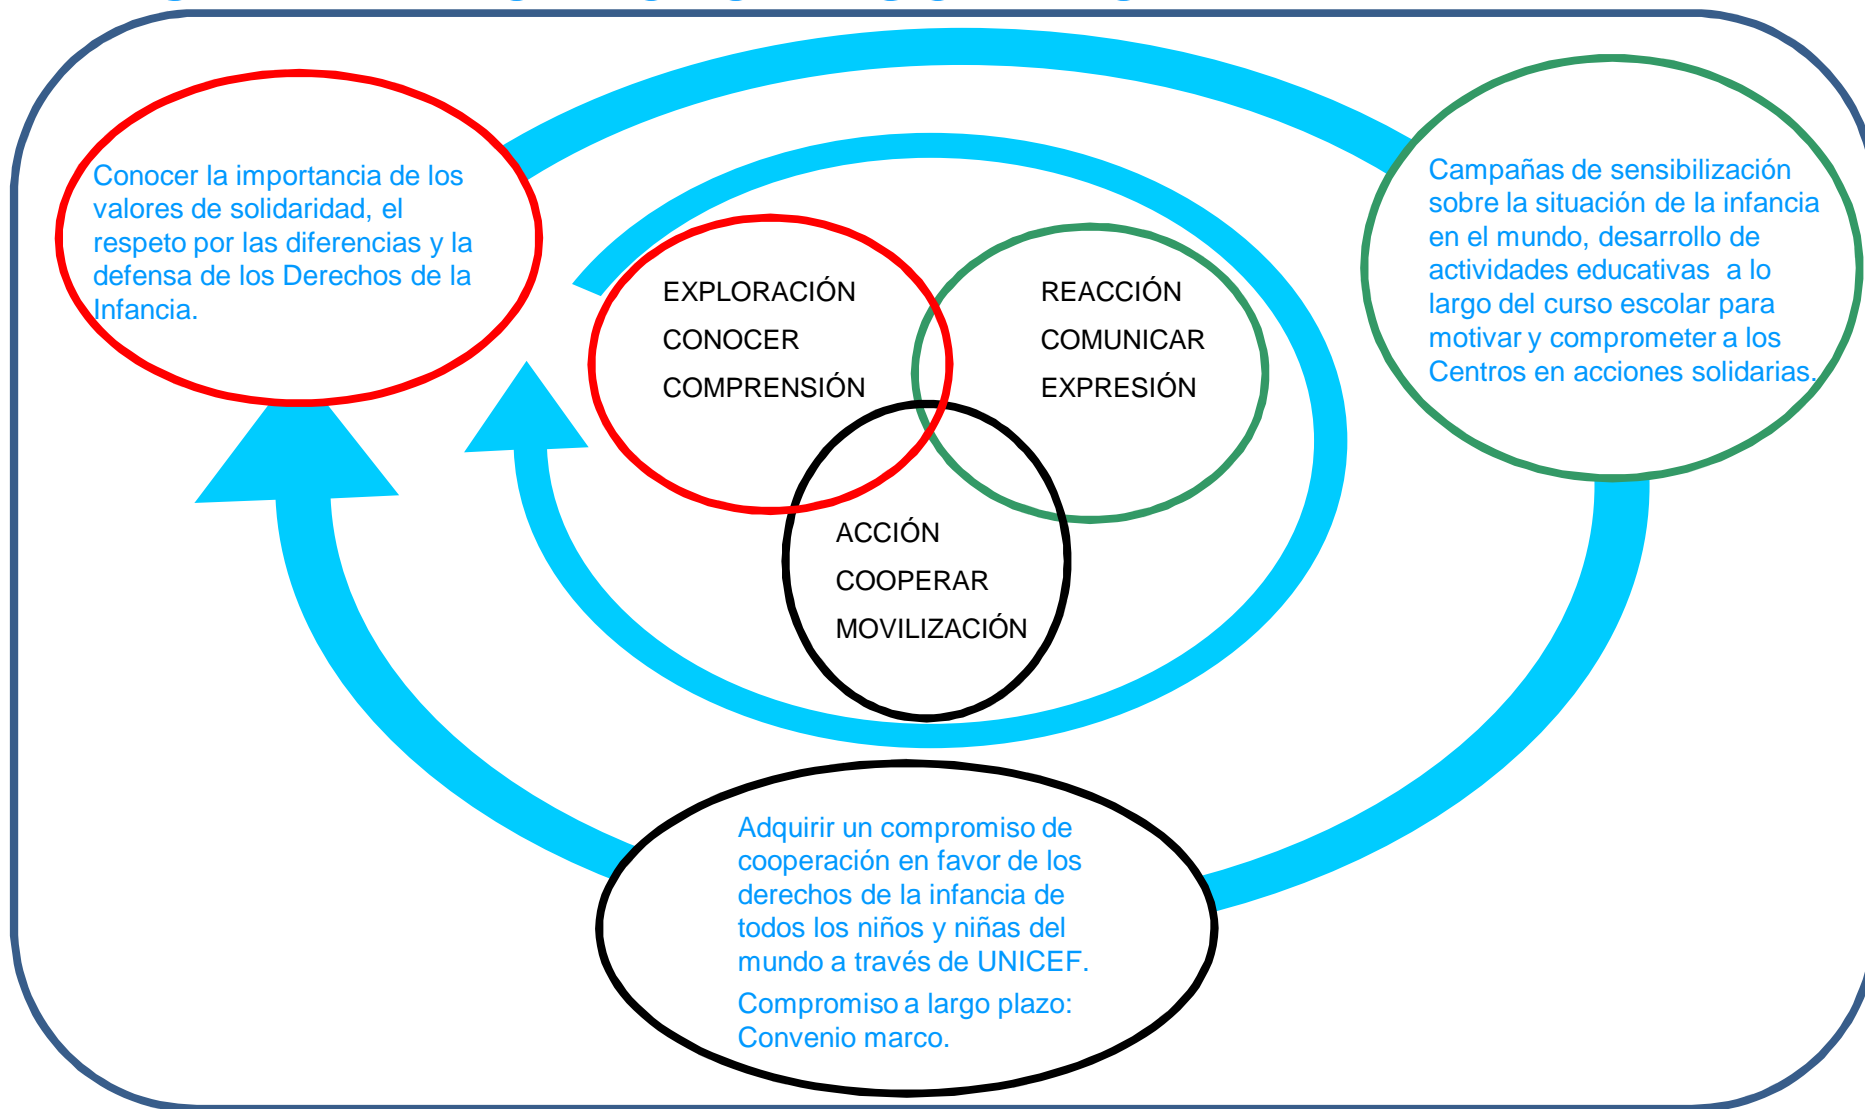 Conocer la importancia de los
valores de solidaridad, el
respeto por las diferencias y la
defensa de los Derechos de la
Infancia.
EXPLORACIÓN
CONOCER
COMPRENSIÓN
REACCIÓN
COMUNICAR
EXPRESIÓN
Campañas de sensibilización
sobre la situación de la infancia
en el mundo, desarrollo de
actividades educativas a lo
largo del curso escolar para
motivar y comprometer a los
Centros en acciones solidarias.
ACCIÓN
COOPERAR
MOVILIZACIÓN
Adquirir un compromiso de
cooperación en favor de los
derechos de la infancia de
todos los niños y niñas del
mundo a través de UNICEF.
Compromiso a largo plazo:
Convenio marco.